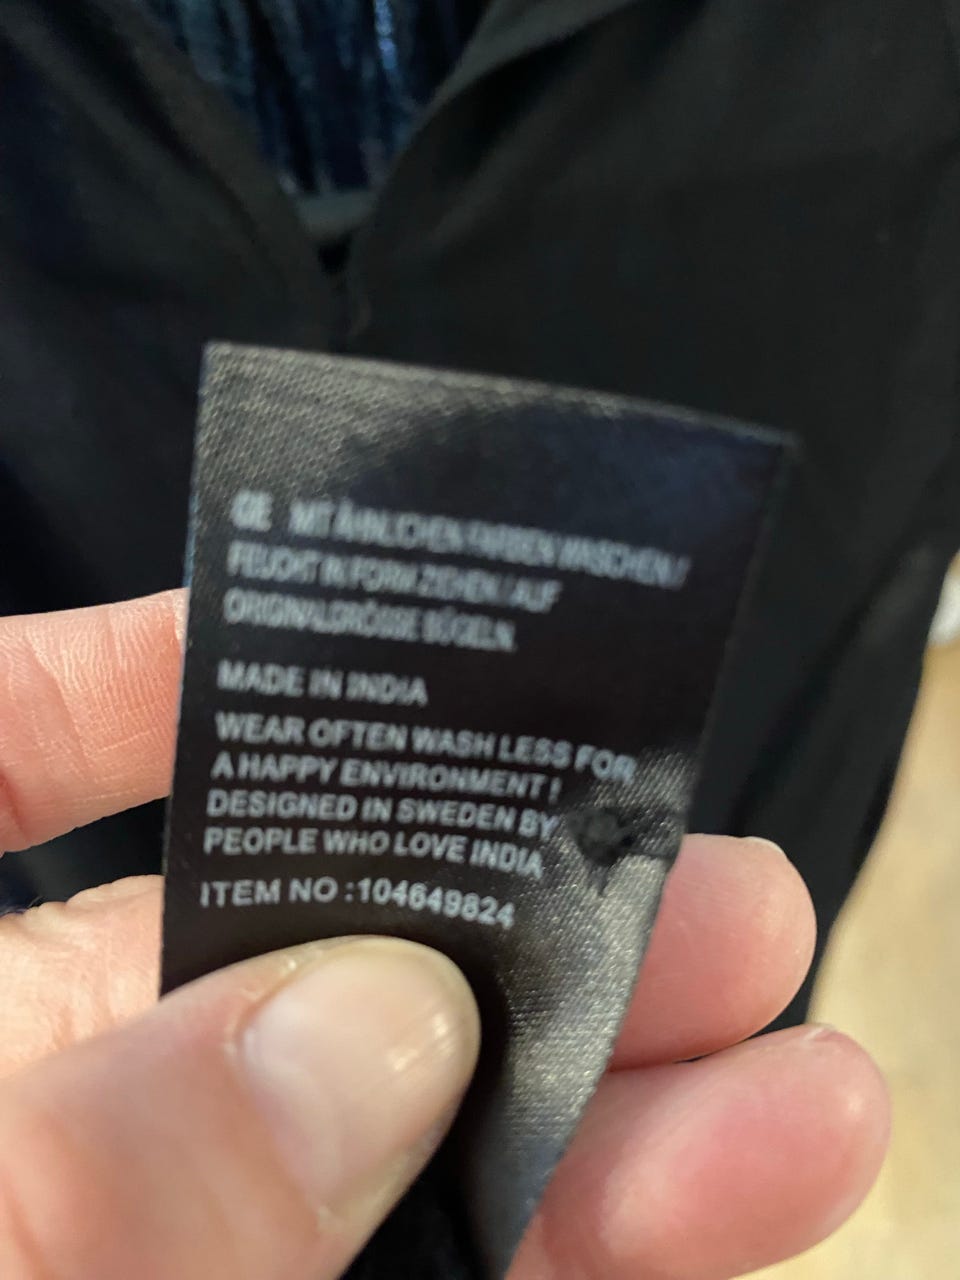 GE MIT ÄHNLICHEN FARBEN WASCHEN /
FEUCHT IN FORM ZIEHEN / AUF
ORIGINALGRÖSSE BÜGELN.
MADE IN INDIA
WEAR OFTEN WASH LESS FOR
A HAPPY ENVIRONMENT !
DESIGNED IN SWEDEN BY
PEOPLE WHO LOVE INDIA
ITEM NO :104649824